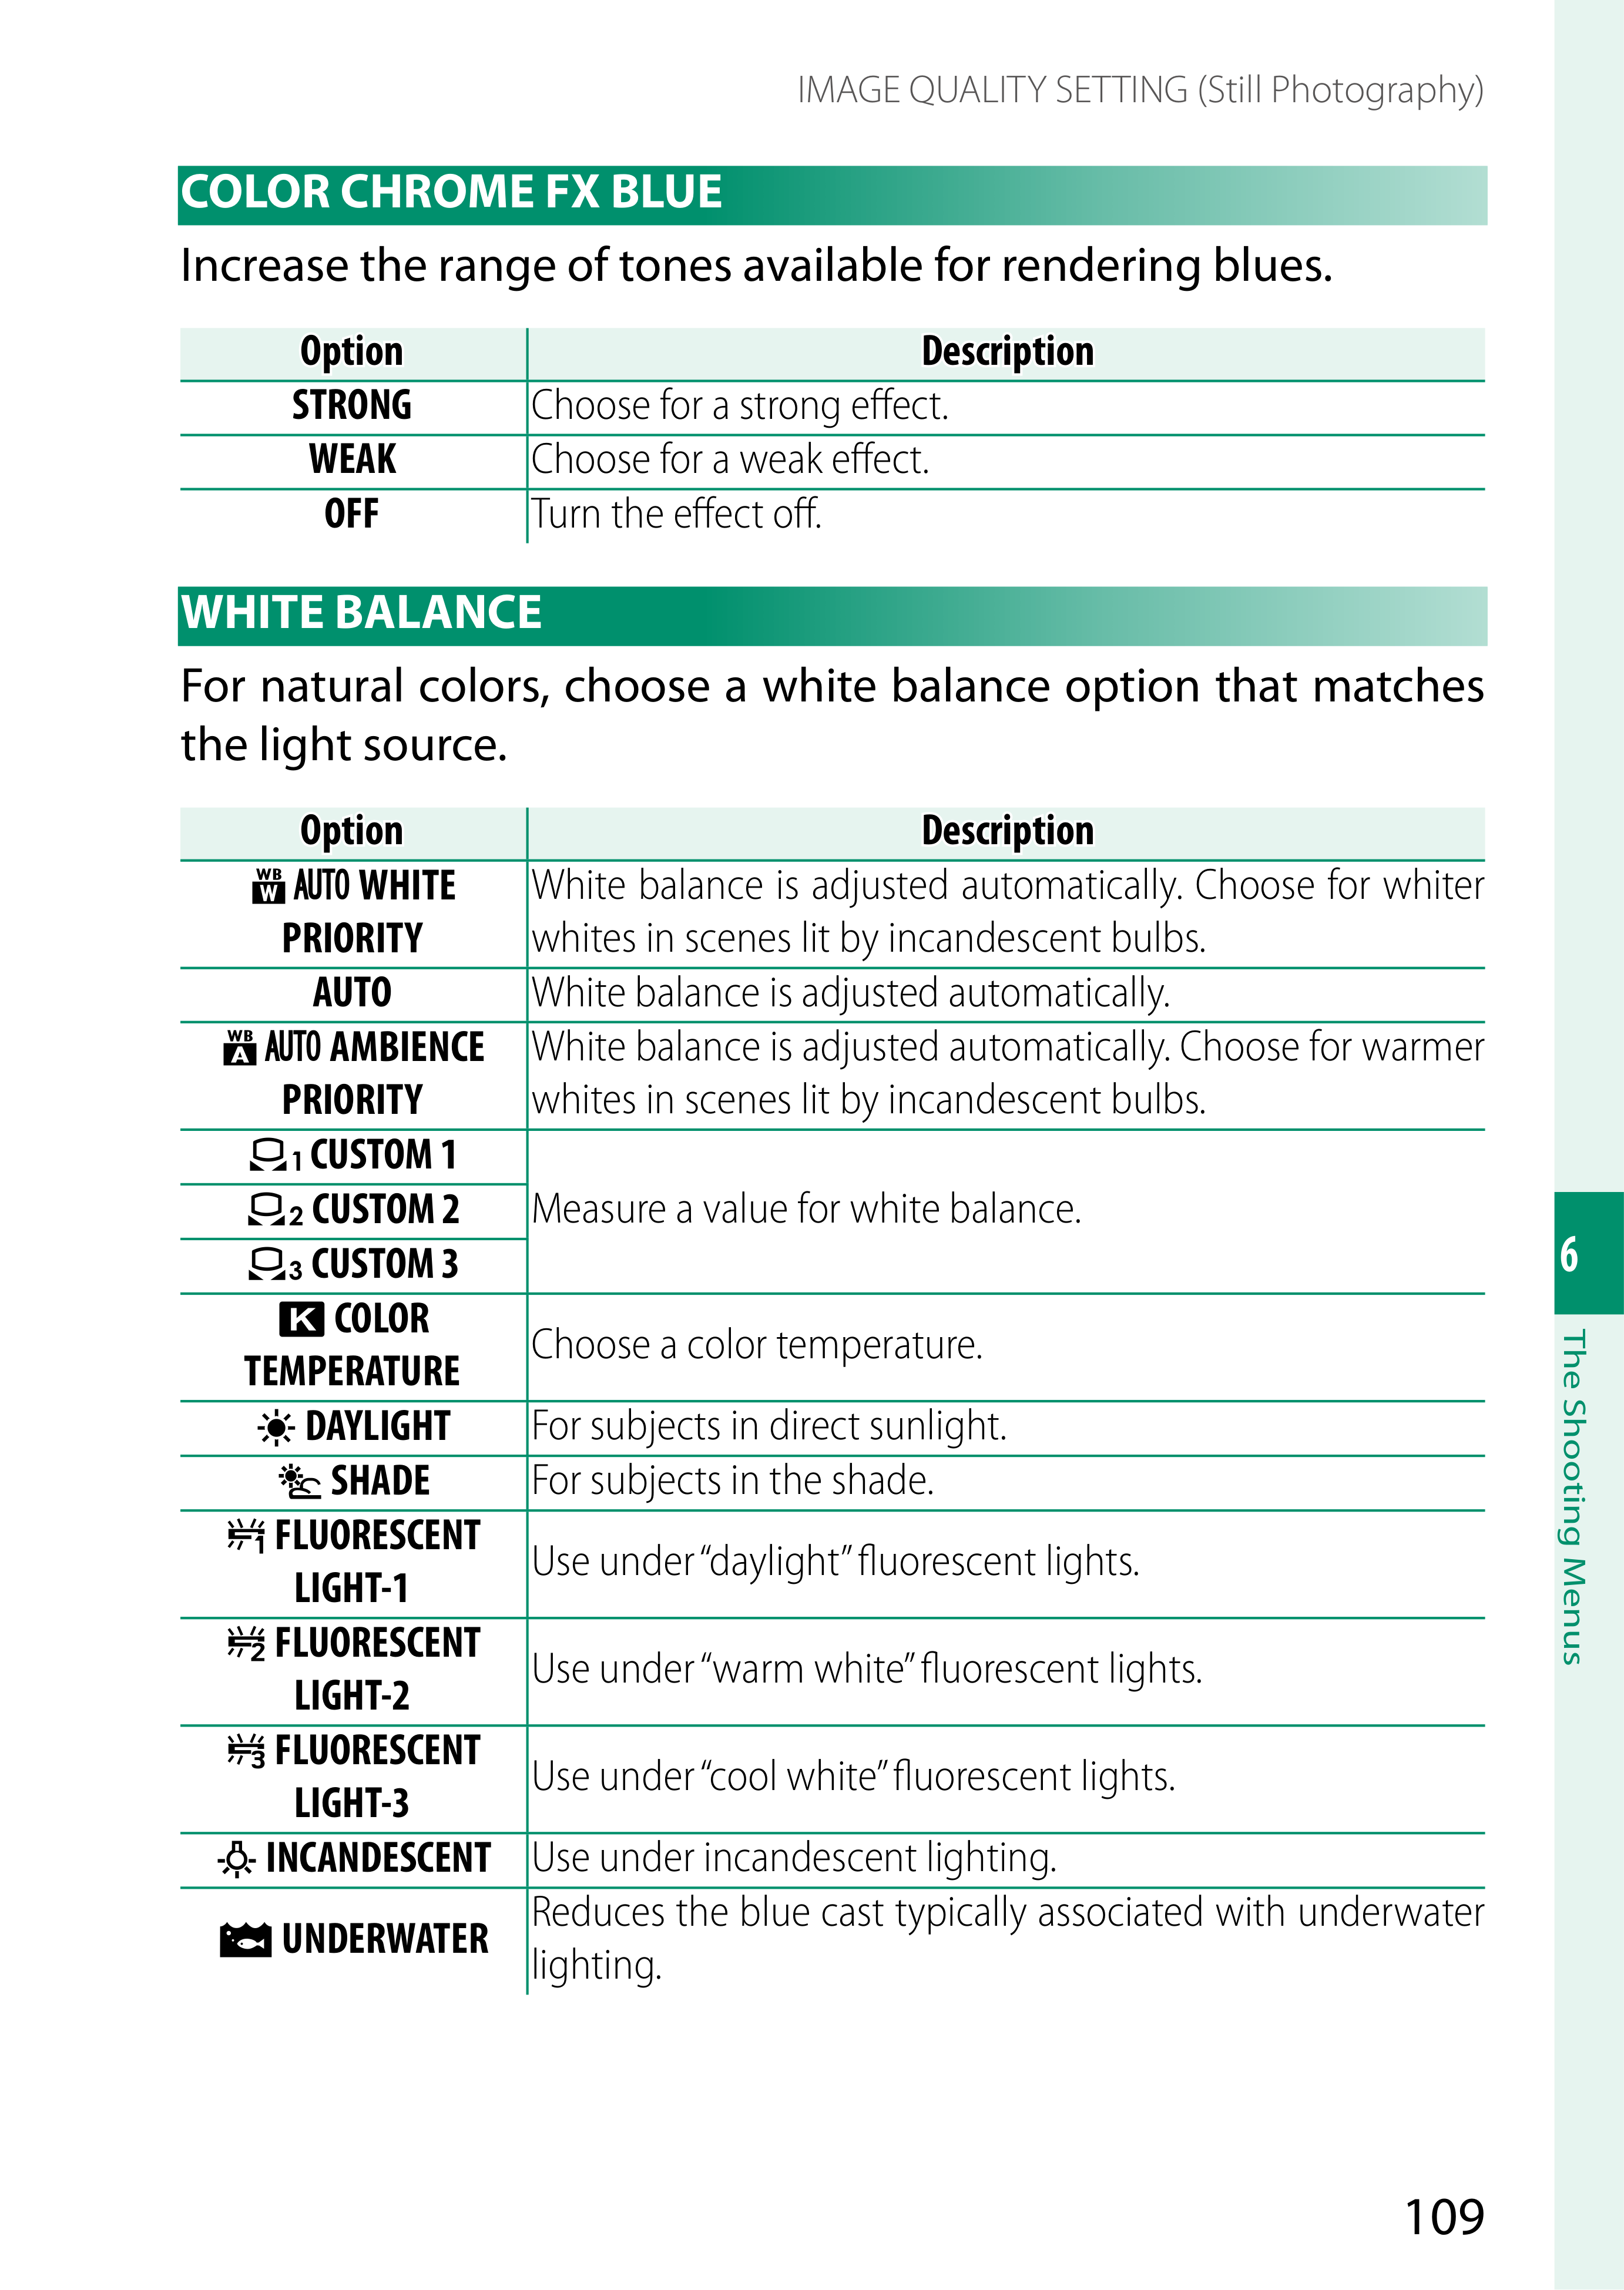 IMAGE QUALITY SETTING (Still Photography)
COLOR CHROME FX BLUE
Increase the range of tones available for rendering blues.
Option Description
STRONG Choose for a strong effect.
WEAK Choose for a weak effect.
OFF Turn the effect off.
WHITE BALANCE
For natural colors, choose a white balance option that matches
the light source.
Option Description
WB W AUTO WHITE PRIORITY White balance is adjusted automatically. Choose for whiter
whites in scenes lit by incandescent bulbs.
AUTO White balance is adjusted automatically.
WB A AUTO AMBIENCE PRIORITY White balance is adjusted automatically. Choose for warmer
whites in scenes lit by incandescent bulbs.
1 CUSTOM 1
2 CUSTOM 2 Measure a value for white balance.
3 CUSTOM 3
K COLOR
TEMPERATURE Choose a color temperature.
DAYLIGHT For subjects in direct sunlight.
SHADE For subjects in the shade.
1 FLUORESCENT
LIGHT-1 Use under “daylight” fluorescent lights.
2 FLUORESCENT
LIGHT-2 Use under “warm white” fluorescent lights.
3 FLUORESCENT
LIGHT-3 Use under “cool white” fluorescent lights.
INCANDESCENT Use under incandescent lighting.
UNDERWATER Reduces the blue cast typically associated with underwater
lighting.
6
The Shooting Menus
109